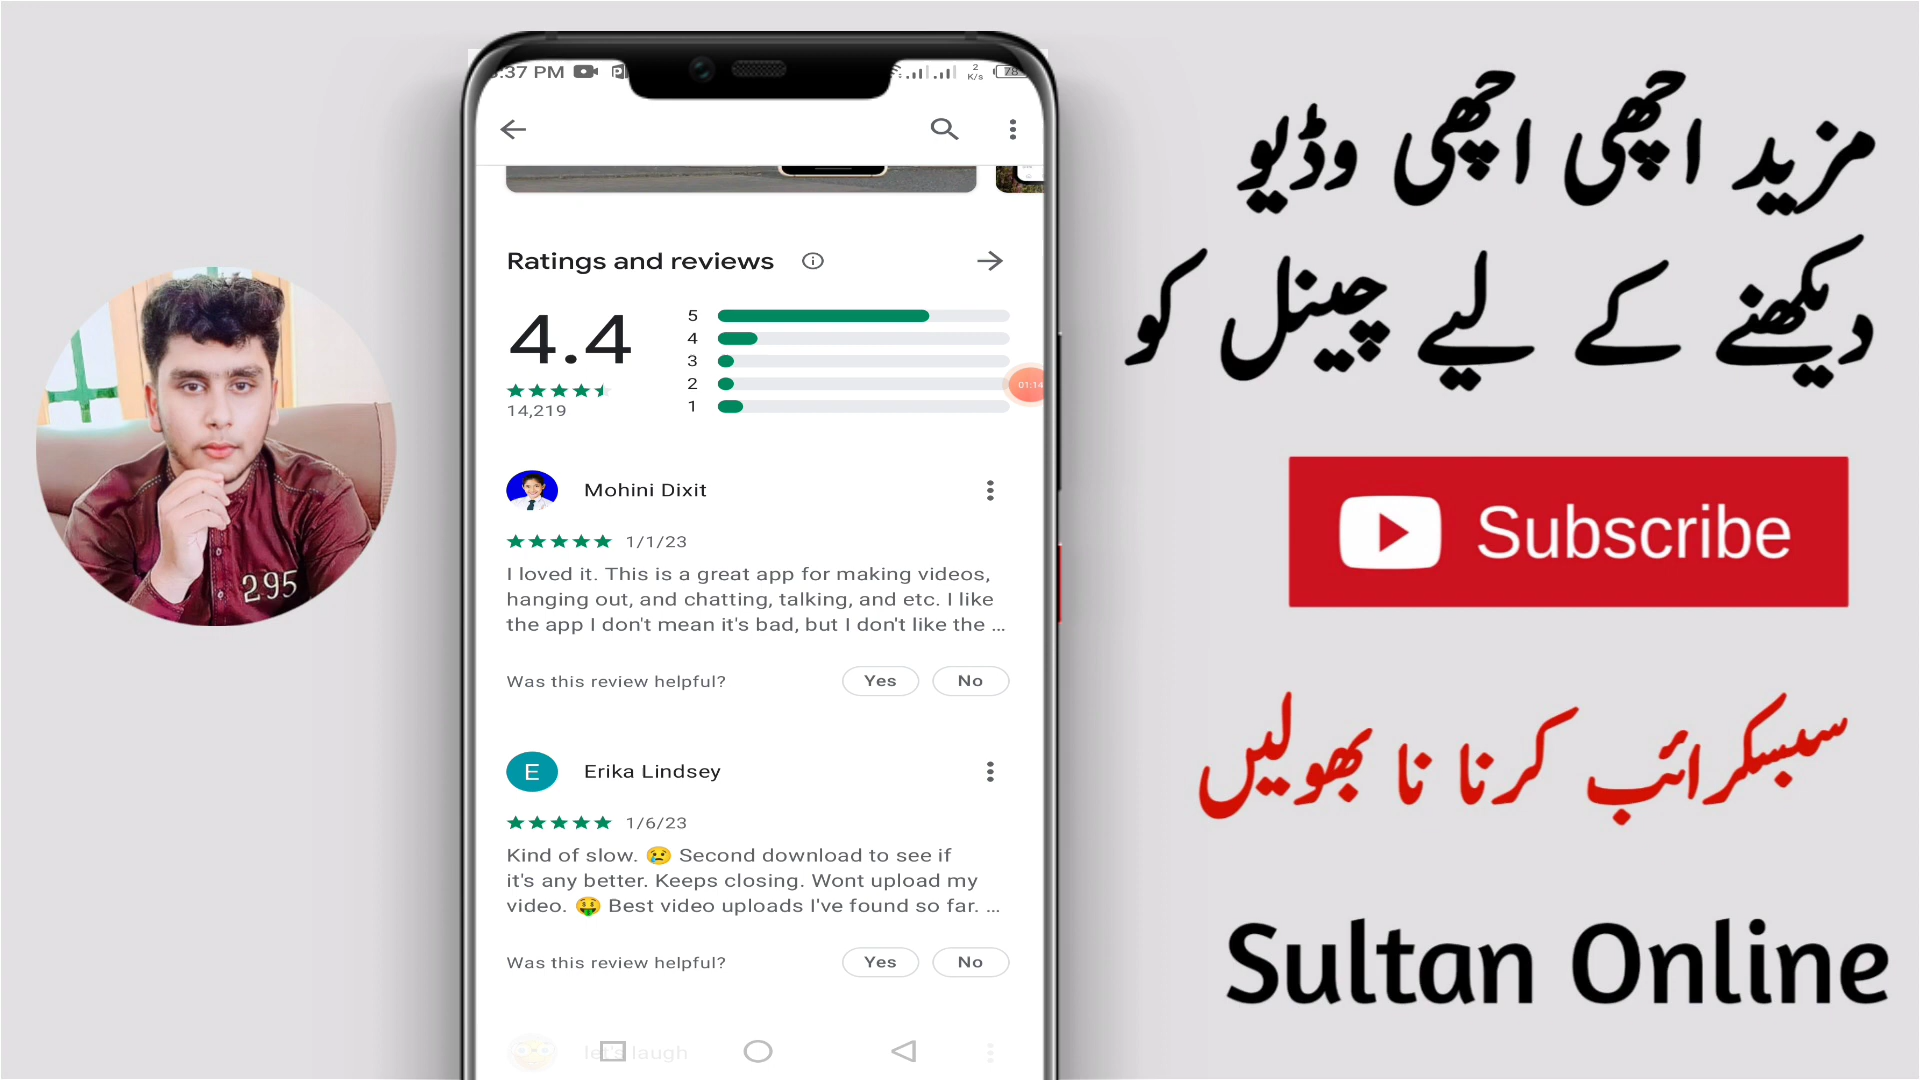 :37 PM
2
K/s
78
Ratings and reviews
4.4
14,219
5
4
3
2
1
01:14
Mohini Dixit
1/1/23
I loved it. This is a great app for making videos,
hanging out, and chatting, talking, and etc. I like
the app I don't mean it's bad, but I don't like the ...
Was this review helpful?
Yes
No
Erika Lindsey
E
1/6/23
Kind of slow. 😢 Second download to see if
it's any better. Keeps closing. Wont upload my
video. 🤑 Best video uploads I've found so far. ...
Was this review helpful?
Yes
No
let's laugh
295
مزید اچھی اچھی وڈیو
دیکھنے کے لیے چینل کو
Subscribe
سبسکرائب کرنا نا بھولیں
Sultan Online